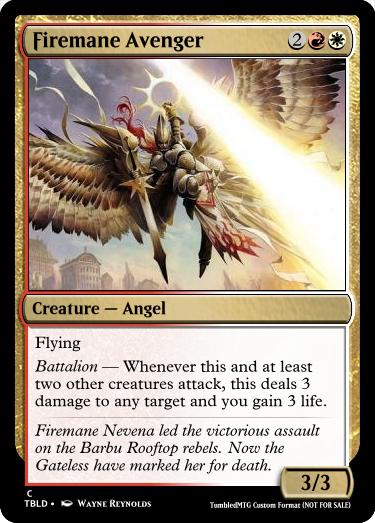 Firemane Avenger 2
Creature — Angel
Flying
Battalion — Whenever this and at least
two other creatures attack, this deals 3
damage to any target and you gain 3 life.
Firemane Nevena led the victorious assault
on the Barbu Rooftop rebels. Now the
Gateless have marked her for death.
3/3
C
TBLD • Wayne Reynolds
TumbledMTG Custom Format (NOT FOR SALE)